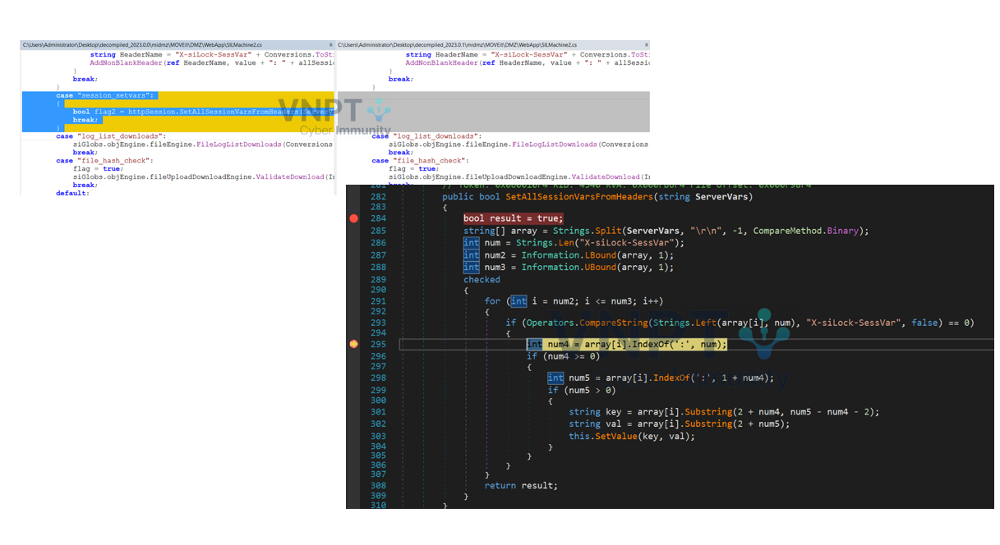 C:\Users\Administrator\Desktop\decompiled_2023.0.0\midmz\MOVEit\DMZ\WebApp\SILMachine2.cs
string HeaderName = "X-siLock-SessVar" + Conversions.ToSt
AddNonBlankHeader(ref HeaderName, value + ": " + allSessi
}
break;
}
case "session_setvars":
{
bool flag2 = httpSession.SetAllSessionVarsFromHeaders(
break;
}
case "log_list_downloads":
siGlobs.objEngine.fileEngine.FileLogListDownloads(Conversions
break;
case "file_hash_check":
flag = true;
siGlobs.objEngine.fileUploadDownloadEngine.ValidateDownload(I
break;
default:
C:\Users\Administrator\Desktop\decompiled_2023.0.1\midmz\MOVEit\DMZ\WebApp\SILMachine2.cs
string HeaderName = "X-siLock-SessVar" + Conversions.ToSt
AddNonBlankHeader(ref HeaderName, value + ": " + allSessi
}
break;
}
case "log_list_downloads":
siGlobs.objEngine.fileEngine.FileLogListDownloads(Conversions
break;
case "file_hash_check":
flag = true;
siGlobs.objEngine.fileUploadDownloadEngine.ValidateDownload(I
break;
VNPT
Cyber Immunity
281
282 public bool SetAllSessionVarsFromHeaders(string ServerVars)
283 {
284 bool result = true;
285 string[] array = Strings.Split(ServerVars, "\r\n", -1, CompareMethod.Binary);
286 int num = Strings.Len("X-siLock-SessVar");
287 int num2 = Information.LBound(array, 1);
288 int num3 = Information.UBound(array, 1);
289 checked
290 {
291 for (int i = num2; i <= num3; i++)
292 {
293 if (Operators.CompareString(Strings.Left(array[i], num), "X-siLock-SessVar", false) == 0)
294 {
295 int num4 = array[i].IndexOf(':', num);
296 if (num4 >= 0)
297 {
298 int num5 = array[i].IndexOf(':', 1 + num4);
299 if (num5 > 0)
300 {
301 string key = array[i].Substring(2 + num4, num5 - num4 - 2);
302 string val = array[i].Substring(2 + num5);
303 this.SetValue(key, val);
304 }
305 }
306 }
307 }
308 return result;
309 }
310 }
VNPT